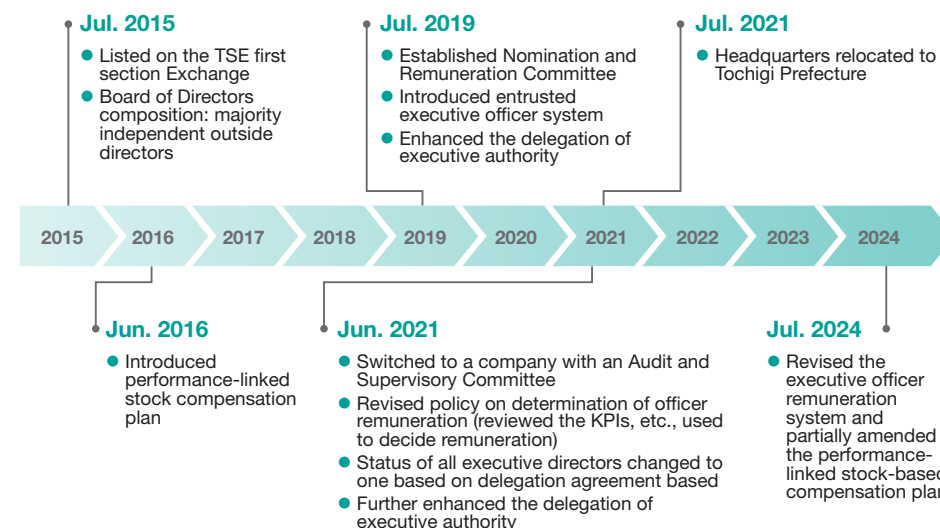 Jul. 2015
Listed on the TSE first
section Exchange
Board of Directors
composition: majority
independent outside
directors
Jul. 2019
Established Nomination and
Remuneration Committee
Introduced entrusted
executive officer system
Enhanced the delegation of
executive authority
Jul. 2021
Headquarters relocated to
Tochigi Prefecture
2015 2016 2017 2018 2019 2020 2021 2022 2023 2024
Jun. 2016
Introduced
performance-linked
stock compensation
plan
Jun. 2021
Switched to a company with an Audit and
Supervisory Committee
Revised policy on determination of officer
remuneration (reviewed the KPIs, etc., used
to decide remuneration)
Status of all executive directors changed to
one based on delegation agreement based
Further enhanced the delegation of
executive authority
Jul. 2024
Revised the
executive officer
remuneration
system and
partially amended
the performance-
linked stock-based
compensation plan